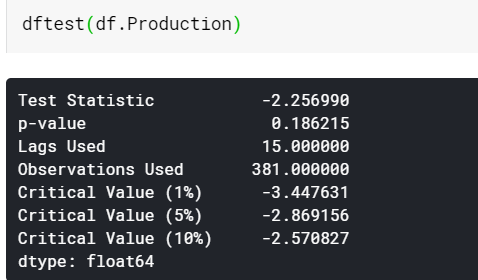 dftest(df.Production)
Test Statistic -2.256990
p-value 0.186215
Lags Used 15.000000
Observations Used 381.000000
Critical Value (1%) -3.447631
Critical Value (5%) -2.869156
Critical Value (10%) -2.570827
dtype: float64